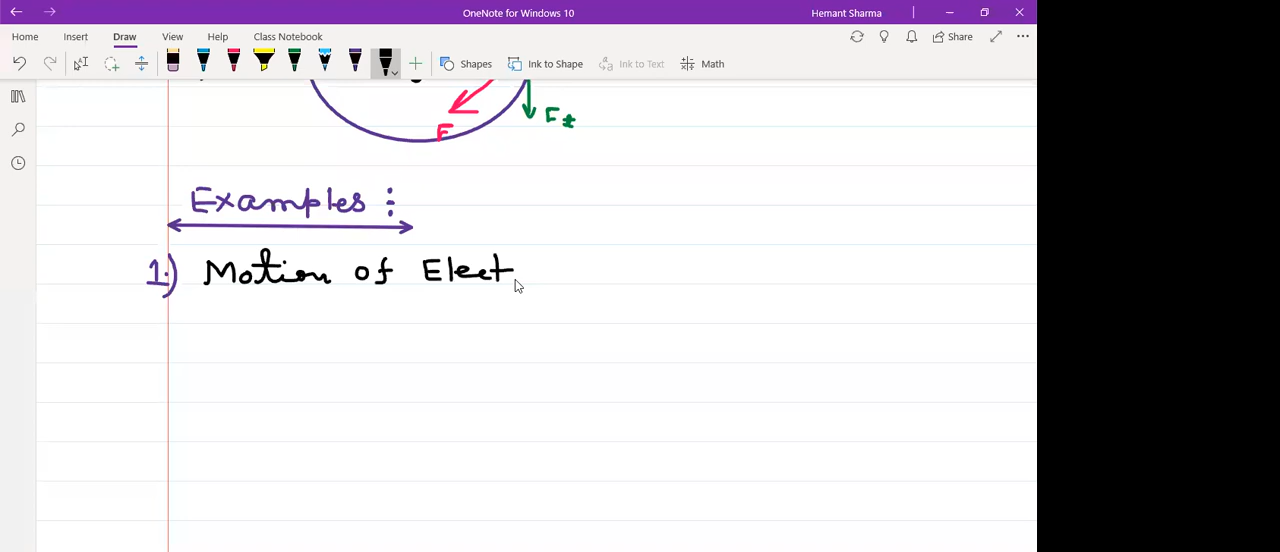 OneNote for Windows 10
Hemant Sharma
Home Insert Draw View Help Class Notebook
Share
Shapes Ink to Shape Ink to Text Math
F
Ft
Examples :
1.) Motion of Elect